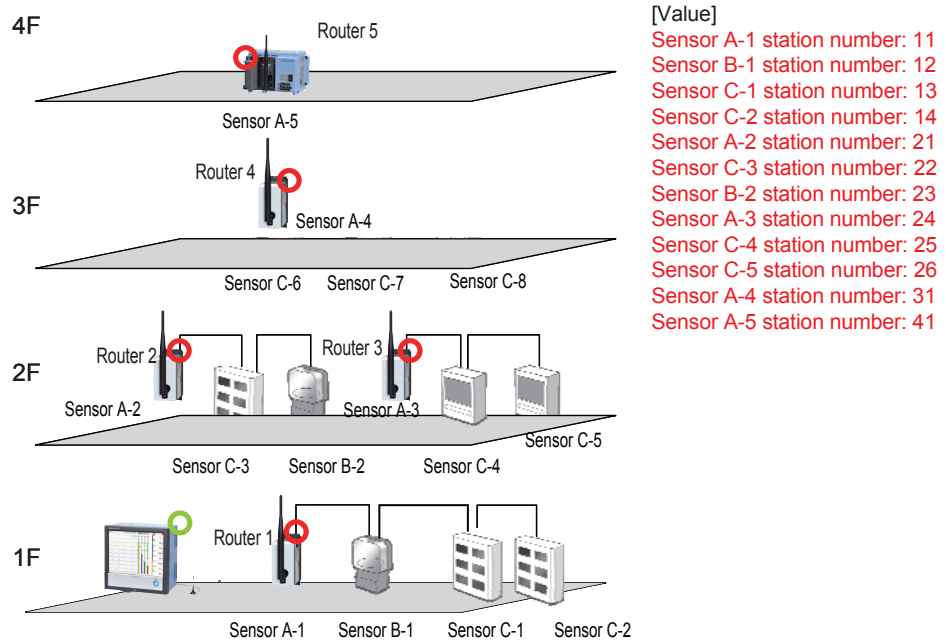 4F
Router 5
Sensor A-5
Router 4
3F
Sensor A-4
Sensor C-6
Sensor C-7
Sensor C-8
Router 2
Router 3
2F
Sensor A-2
Sensor A-3
Sensor C-5
Sensor C-3
Sensor B-2
Sensor C-4
Router 1
1F
Sensor A-1
Sensor B-1
Sensor C-1
Sensor C-2
[Value]
Sensor A-1 station number: 11
Sensor B-1 station number: 12
Sensor C-1 station number: 13
Sensor C-2 station number: 14
Sensor A-2 station number: 21
Sensor C-3 station number: 22
Sensor B-2 station number: 23
Sensor A-3 station number: 24
Sensor C-4 station number: 25
Sensor C-5 station number: 26
Sensor A-4 station number: 31
Sensor A-5 station number: 41